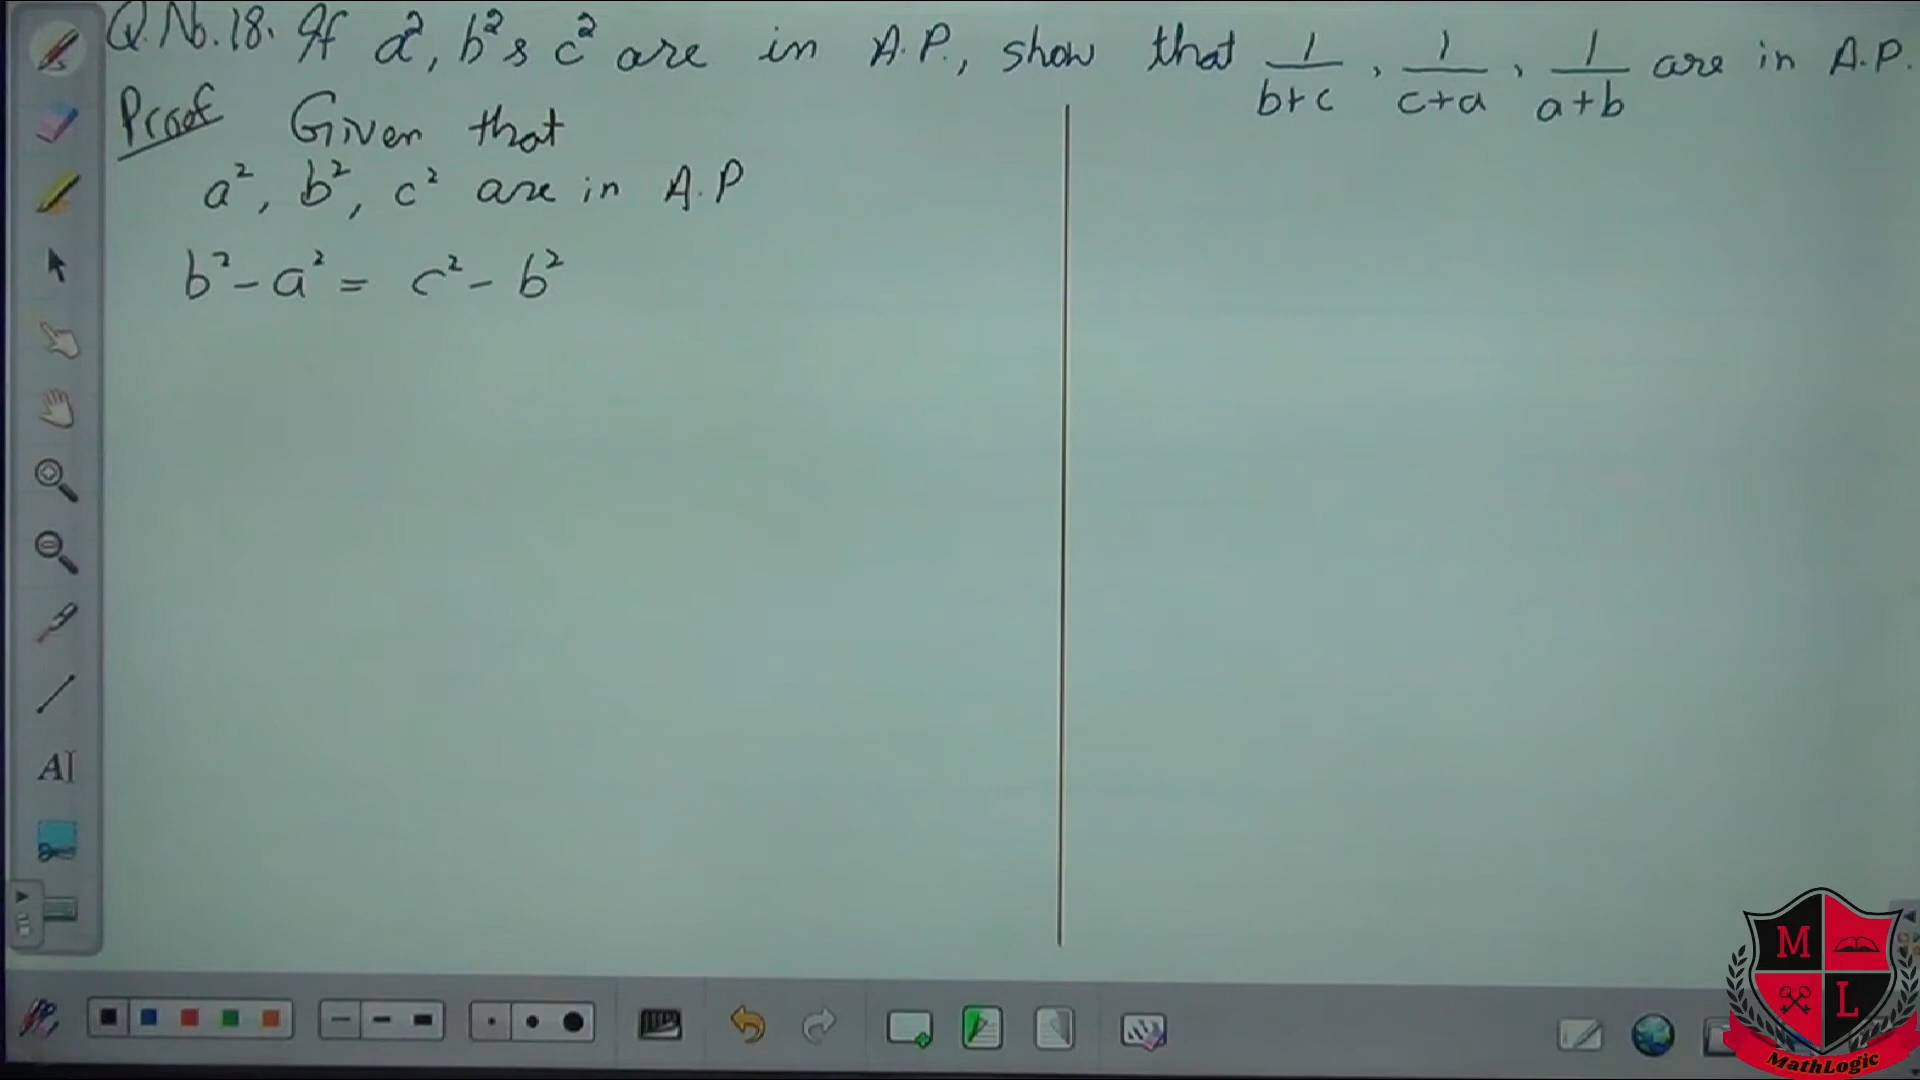 Q.No.18. If a², b² & c² are in A.P., show that 1/(b+c), 1/(c+a), 1/(a+b) are in A.P.
Proof Given that
a², b², c² are in A.P
b² - a² = c² - b²
AI
M
L
MathLogic